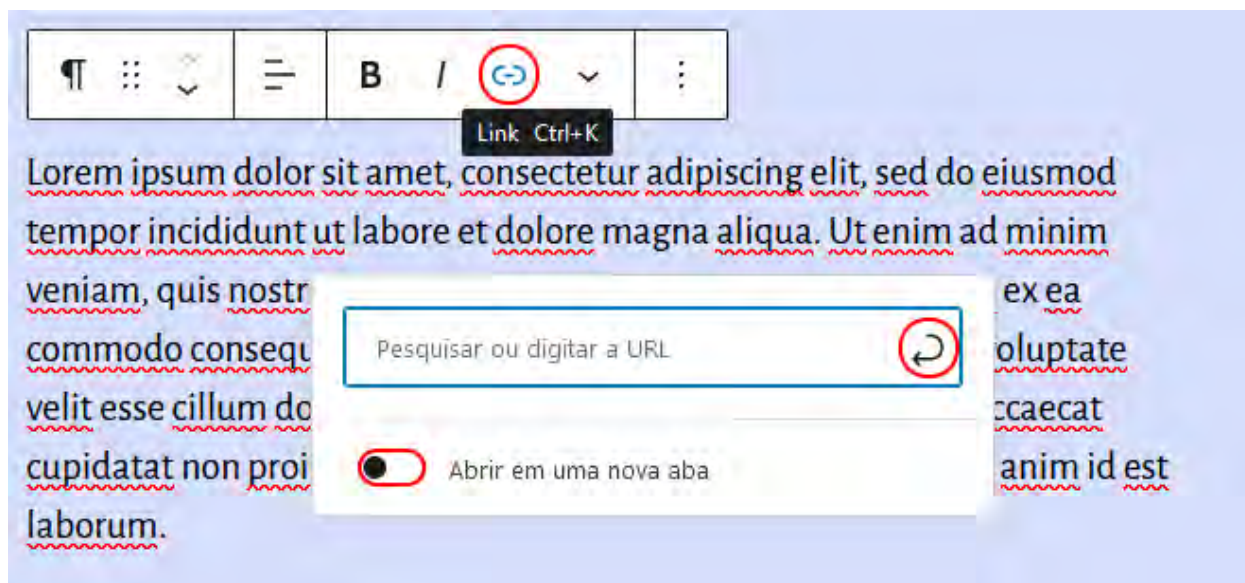 ¶ B I
Link Ctrl+K
Lorem ipsum dolor sit amet, consectetur adipiscing elit, sed do eiusmod
tempor incididunt ut labore et dolore magna aliqua. Ut enim ad minim
veniam, quis nostr ex ea
Pesquisar ou digitar a URL
commodo consequ oluptate
velit esse cillum do ccaecat
Abrir em uma nova aba
cupidatat non proi anim id est
laborum.